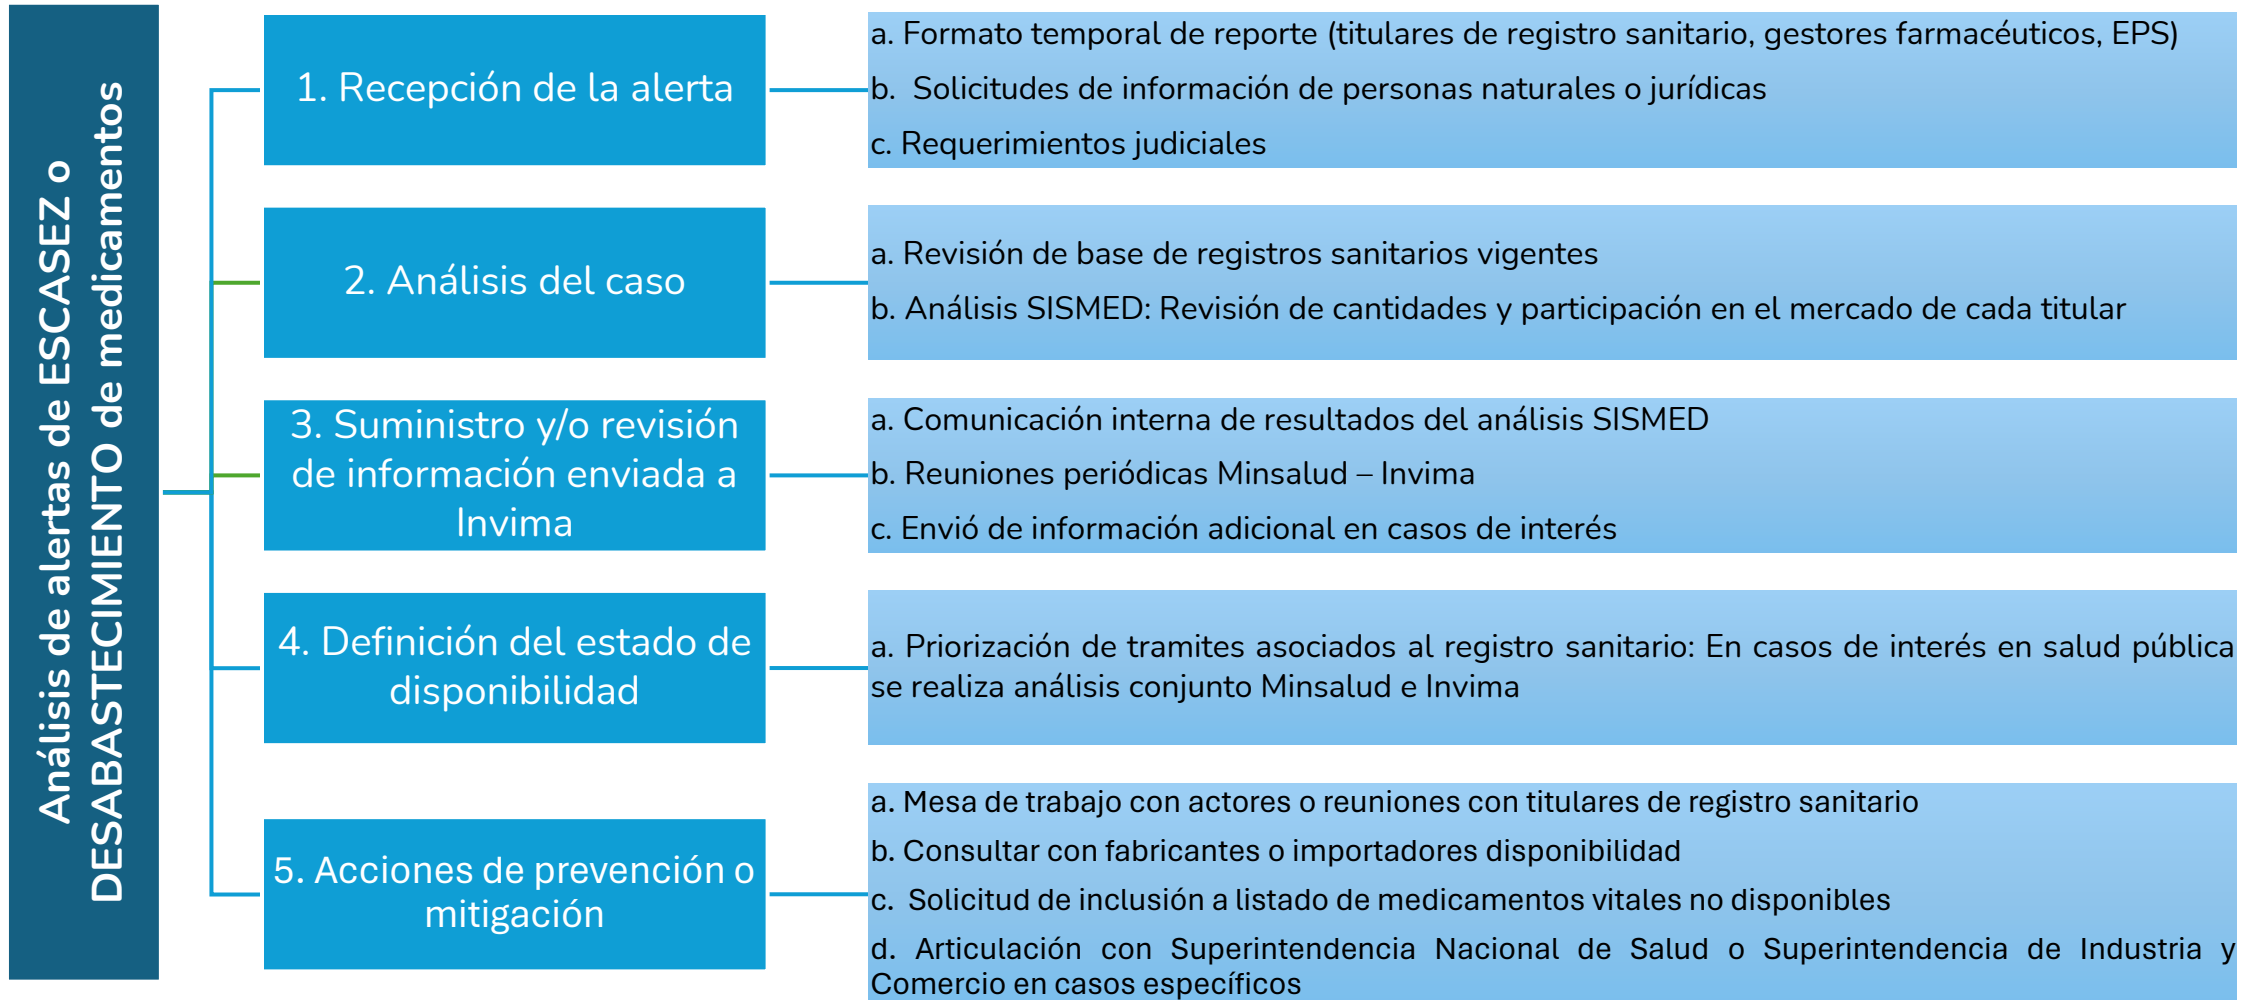 Análisis de alertas de ESCASEZ o
DESABASTECIMIENTO de medicamentos
1. Recepción de la alerta
a. Formato temporal de reporte (titulares de registro sanitario, gestores farmacéuticos, EPS)
b. Solicitudes de información de personas naturales o jurídicas
c. Requerimientos judiciales
2. Análisis del caso
a. Revisión de base de registros sanitarios vigentes
b. Análisis SISMED: Revisión de cantidades y participación en el mercado de cada titular
3. Suministro y/o revisión
de información enviada a
Invima
a. Comunicación interna de resultados del análisis SISMED
b. Reuniones periódicas Minsalud – Invima
c. Envió de información adicional en casos de interés
4. Definición del estado de
disponibilidad
a. Priorización de tramites asociados al registro sanitario: En casos de interés en salud pública
se realiza análisis conjunto Minsalud e Invima
5. Acciones de prevención o
mitigación
a. Mesa de trabajo con actores o reuniones con titulares de registro sanitario
b. Consultar con fabricantes o importadores disponibilidad
c. Solicitud de inclusión a listado de medicamentos vitales no disponibles
d. Articulación con Superintendencia Nacional de Salud o Superintendencia de Industria y
Comercio en casos específicos